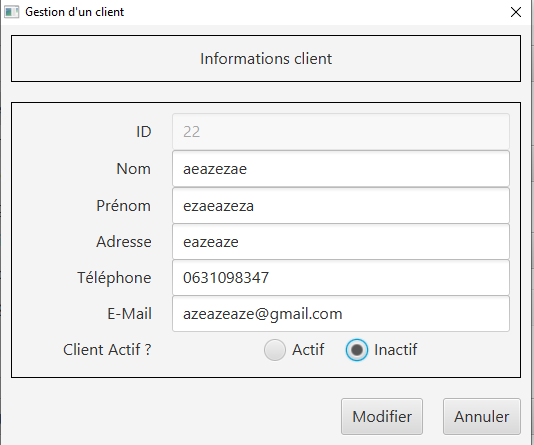 Gestion d'un client
Informations client
ID 22
Nom aeazezae
Prénom ezaeazeza
Adresse eazeaze
Téléphone 0631098347
E-Mail azeazeaze@gmail.com
Client Actif ? Actif Inactif
Modifier Annuler